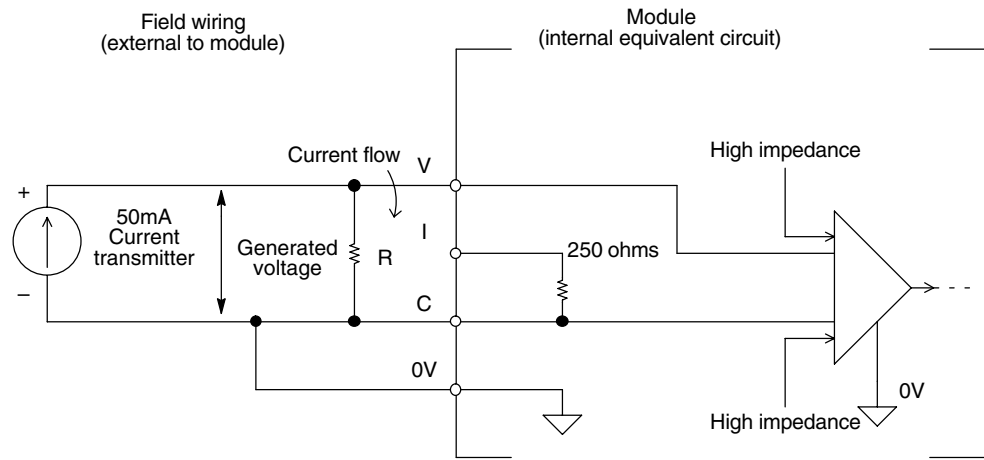 Field wiring
(external to module)
Module
(internal equivalent circuit)
Current flow
V
High impedance
+
50mA
Current
transmitter
Generated
voltage
R
I
250 ohms
–
C
0V
0V
High impedance